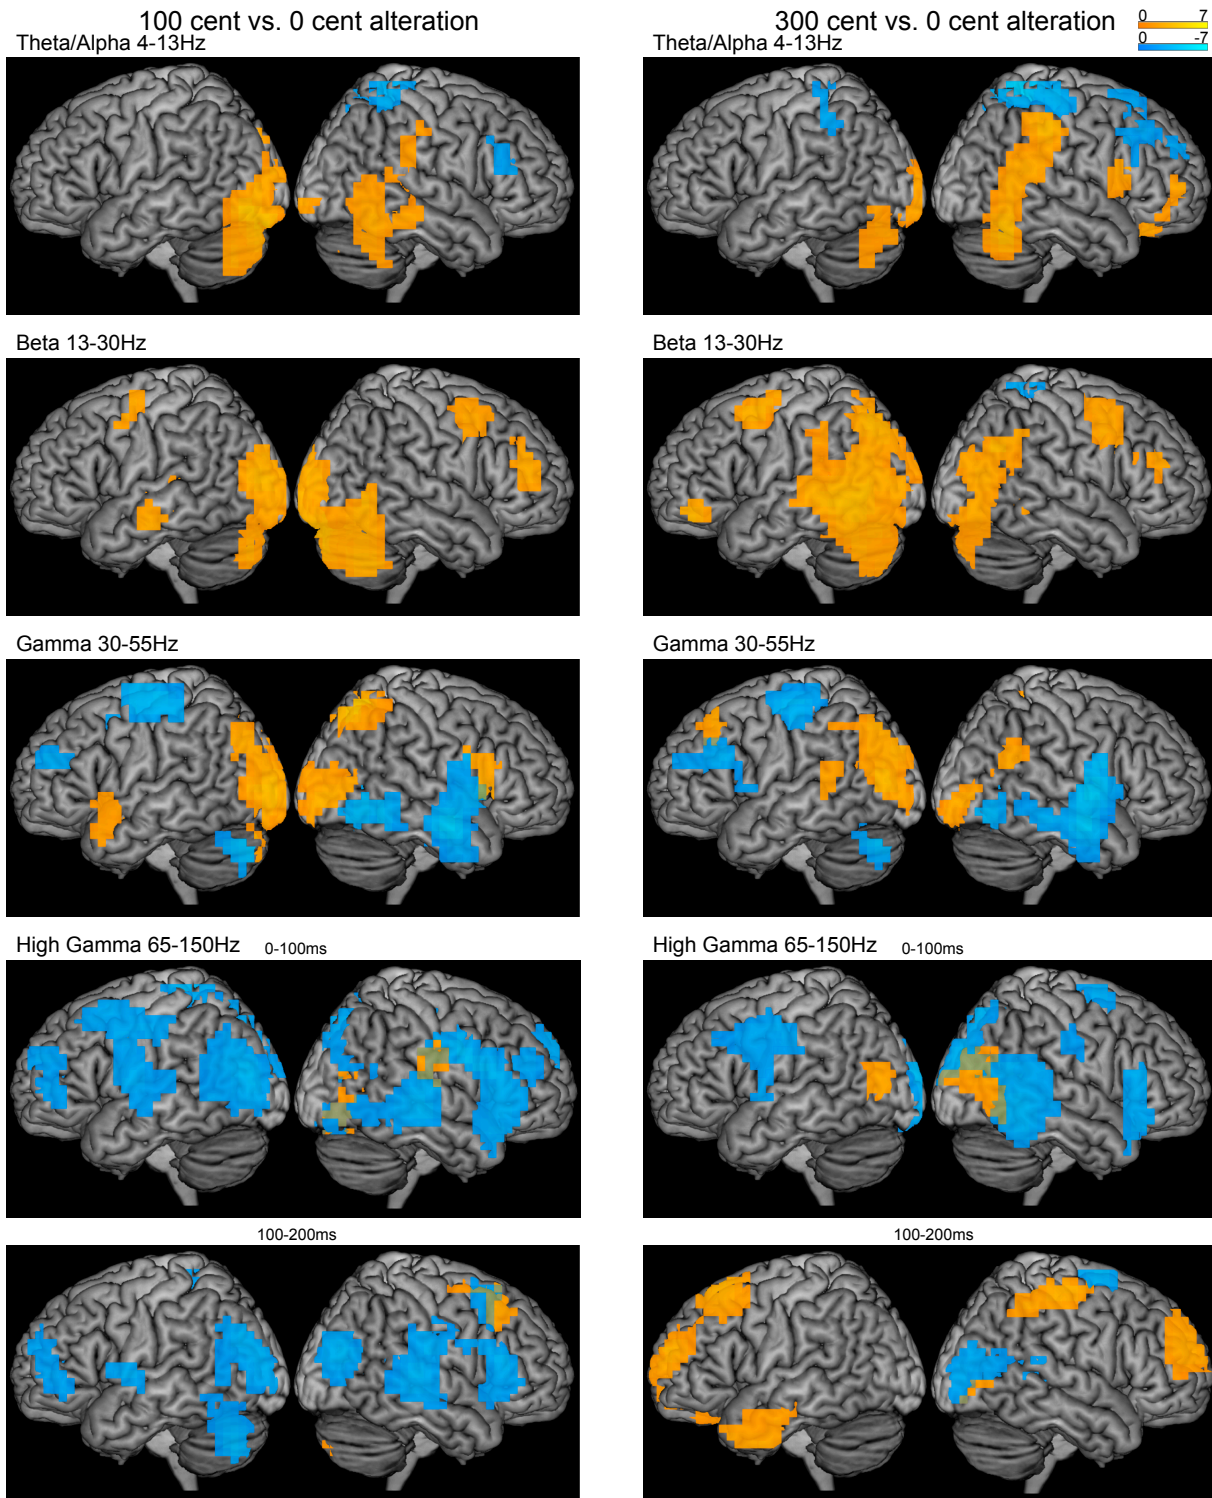 100 cent vs. 0 cent alteration
300 cent vs. 0 cent alteration
0 7
0 -7
Theta/Alpha 4-13Hz
Theta/Alpha 4-13Hz
Beta 13-30Hz
Beta 13-30Hz
Gamma 30-55Hz
Gamma 30-55Hz
High Gamma 65-150Hz 0-100ms
High Gamma 65-150Hz 0-100ms
100-200ms
100-200ms